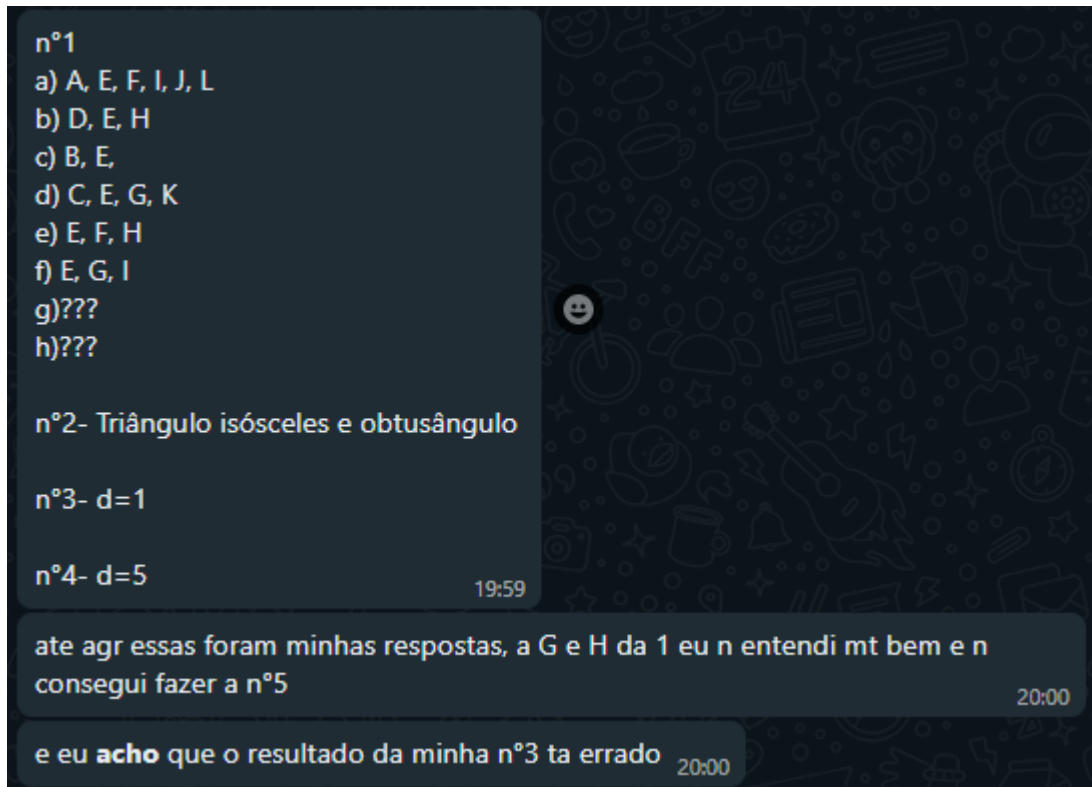 n°1
a) A, E, F, I, J, L
b) D, E, H
c) B, E,
d) C, E, G, K
e) E, F, H
f) E, G, I
g)???
h)???
n°2- Triângulo isósceles e obtusângulo
n°3- d=1
n°4- d=5
19:59
ate agr essas foram minhas respostas, a G e H da 1 eu n entendi mt bem e n
consegui fazer a n°5
20:00
e eu acho que o resultado da minha n°3 ta errado 20:00